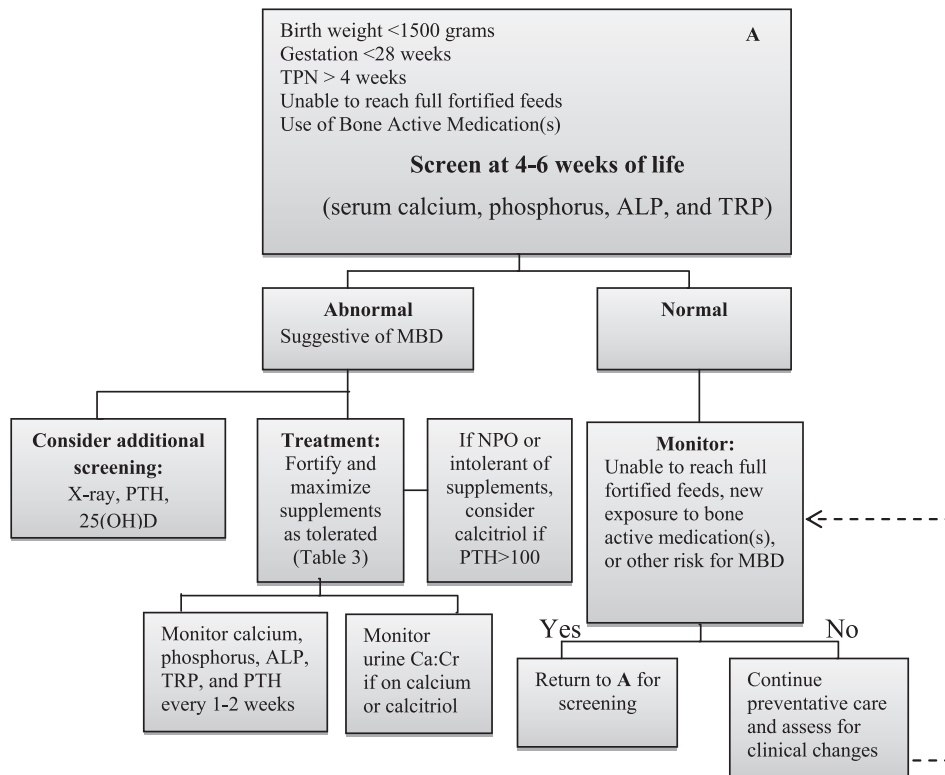 Birth weight <1500 grams
A
Gestation <28 weeks
TPN > 4 weeks
Unable to reach full fortified feeds
Use of Bone Active Medication(s)
Screen at 4-6 weeks of life
(serum calcium, phosphorus, ALP, and TRP)
Abnormal
Suggestive of MBD
Normal
Consider additional
screening:
X-ray, PTH,
25(OH)D
Treatment:
Fortify and
maximize
supplements
as tolerated
(Table 3)
If NPO or
intolerant of
supplements,
consider
calcitriol if
PTH>100
Monitor:
Unable to reach full
fortified feeds, new
exposure to bone
active medication(s),
or other risk for MBD
Monitor calcium,
phosphorus, ALP,
TRP, and PTH
every 1-2 weeks
Monitor
urine Ca:Cr
if on calcium
or calcitriol
Yes
No
Return to A for
screening
Continue
preventative care
and assess for
clinical changes